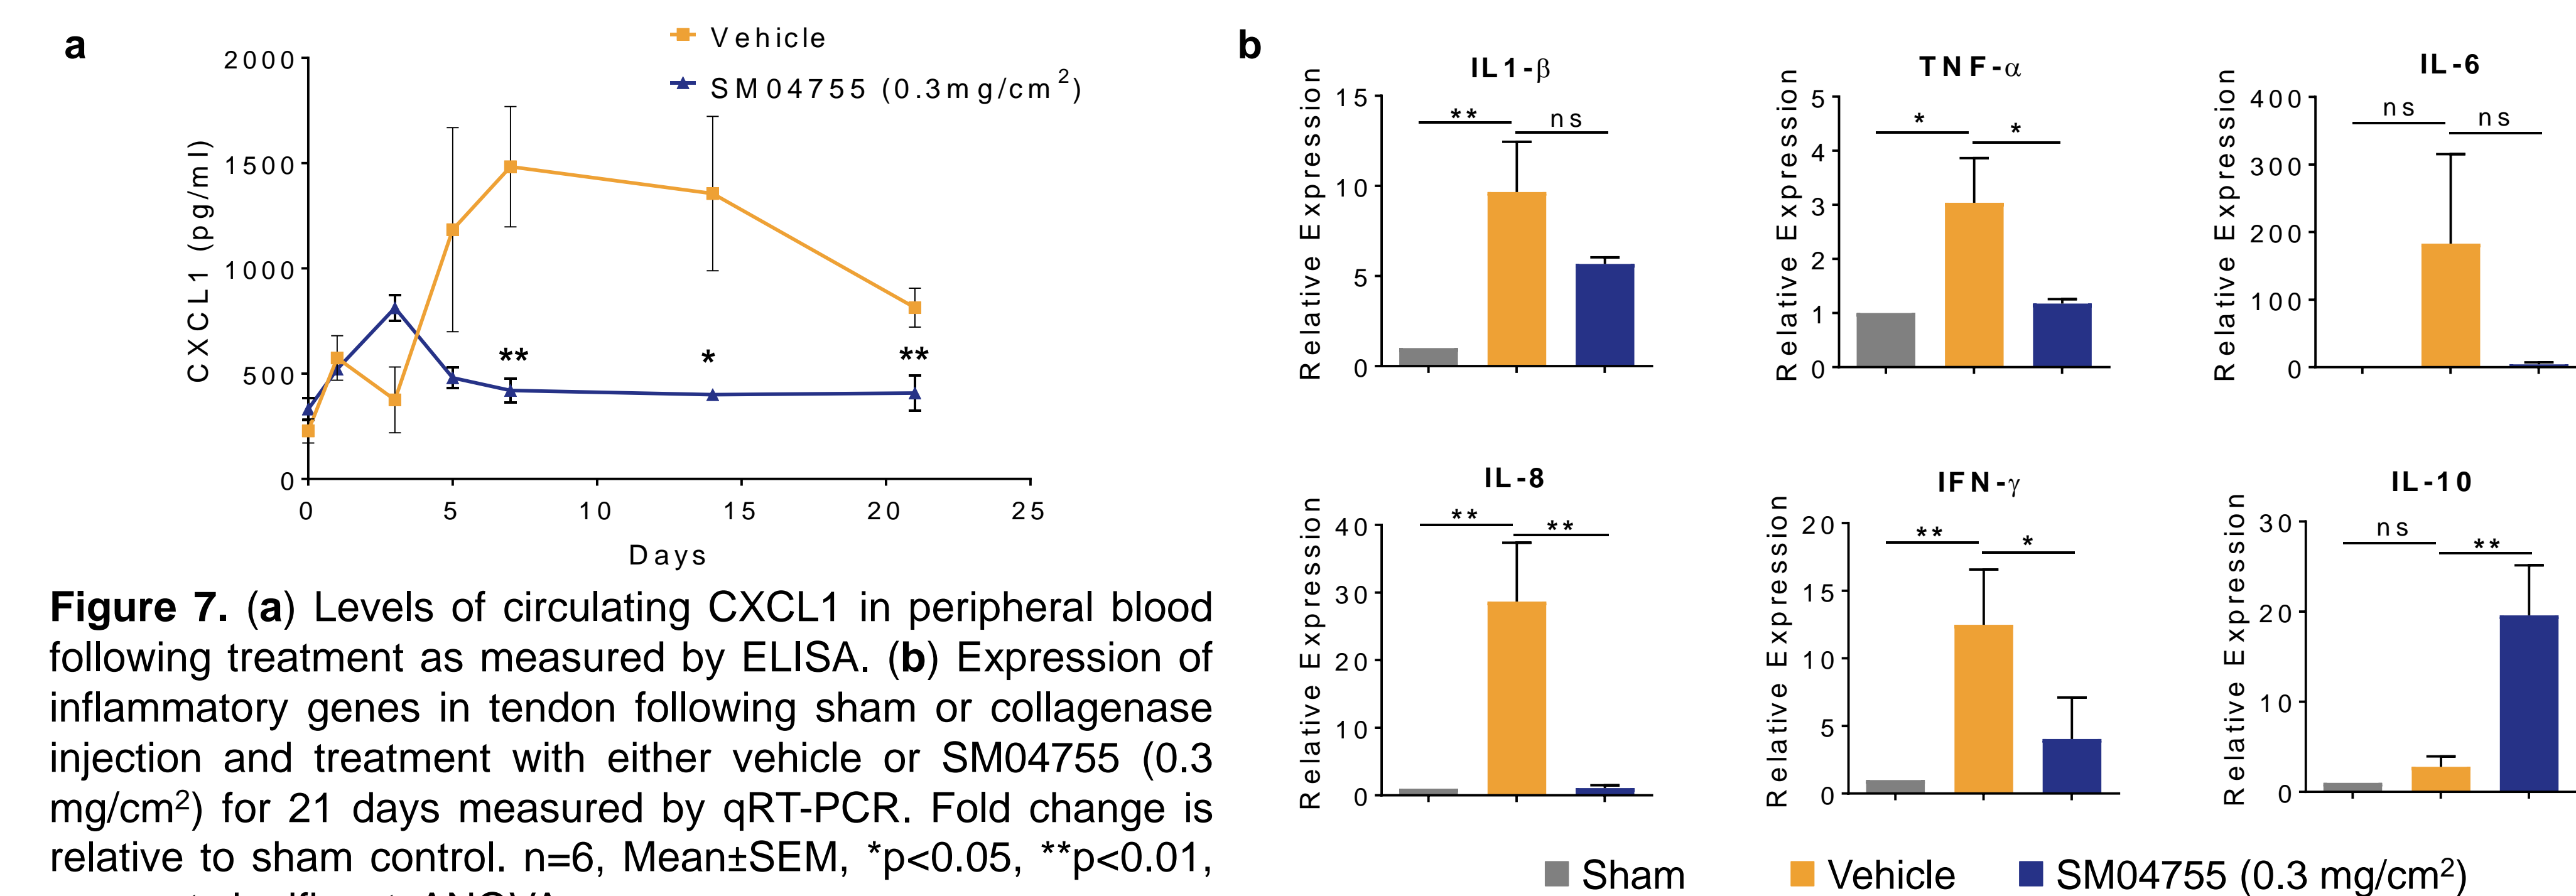 a
Vehicle
SM04755 (0.3mg/cm²)
CXCL1 (pg/ml)
2000
1500
1000
500
0
**
*
**
0 5 10 15 20 25
Days
Figure 7. (a) Levels of circulating CXCL1 in peripheral blood
following treatment as measured by ELISA. (b) Expression of
inflammatory genes in tendon following sham or collagenase
injection and treatment with either vehicle or SM04755 (0.3
mg/cm²) for 21 days measured by qRT-PCR. Fold change is
relative to sham control. n=6, Mean±SEM, *p<0.05, **p<0.01,
b
IL1-β
Relative Expression
15
10
5
0
**
ns
TNF-α
Relative Expression
5
4
3
2
1
0
*
*
IL-6
Relative Expression
400
300
200
100
0
ns
ns
IL-8
Relative Expression
40
30
20
10
0
**
**
IFN-γ
Relative Expression
20
15
10
5
0
**
*
IL-10
Relative Expression
30
20
10
0
ns
**
Sham Vehicle SM04755 (0.3 mg/cm²)